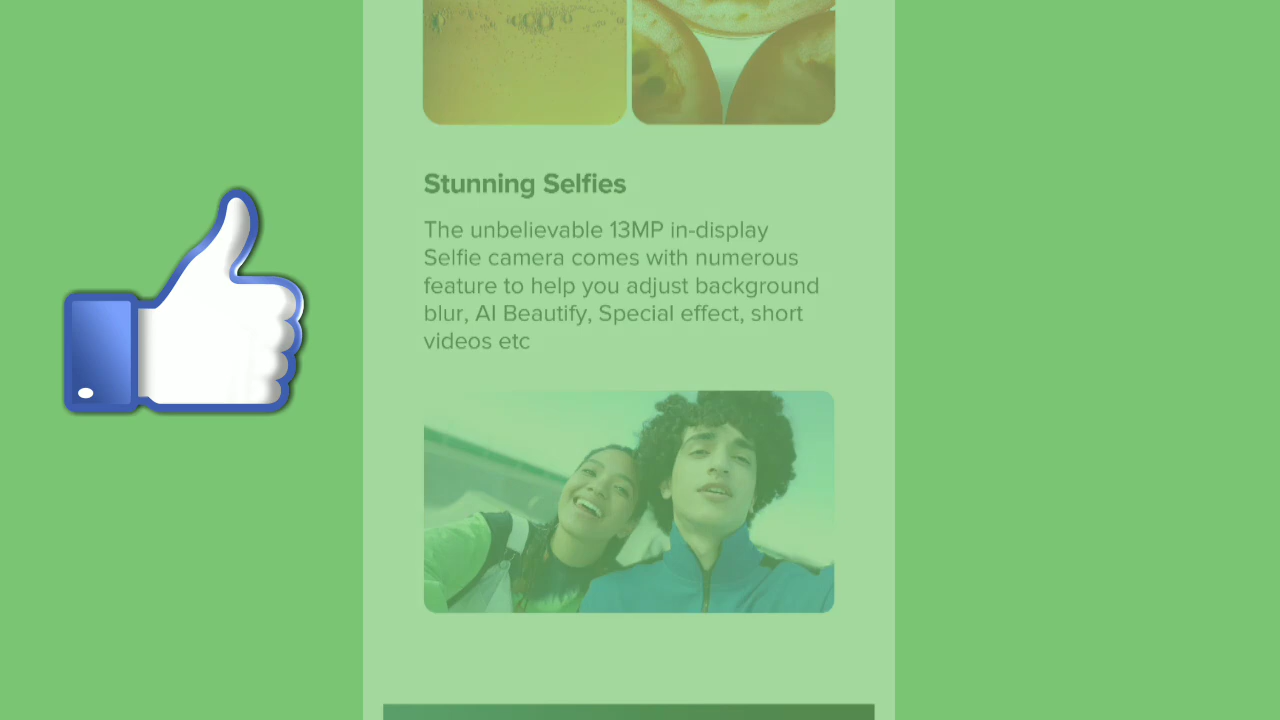 Stunning Selfies
The unbelievable 13MP in-display
Selfie camera comes with numerous
feature to help you adjust background
blur, AI Beautify, Special effect, short
videos etc